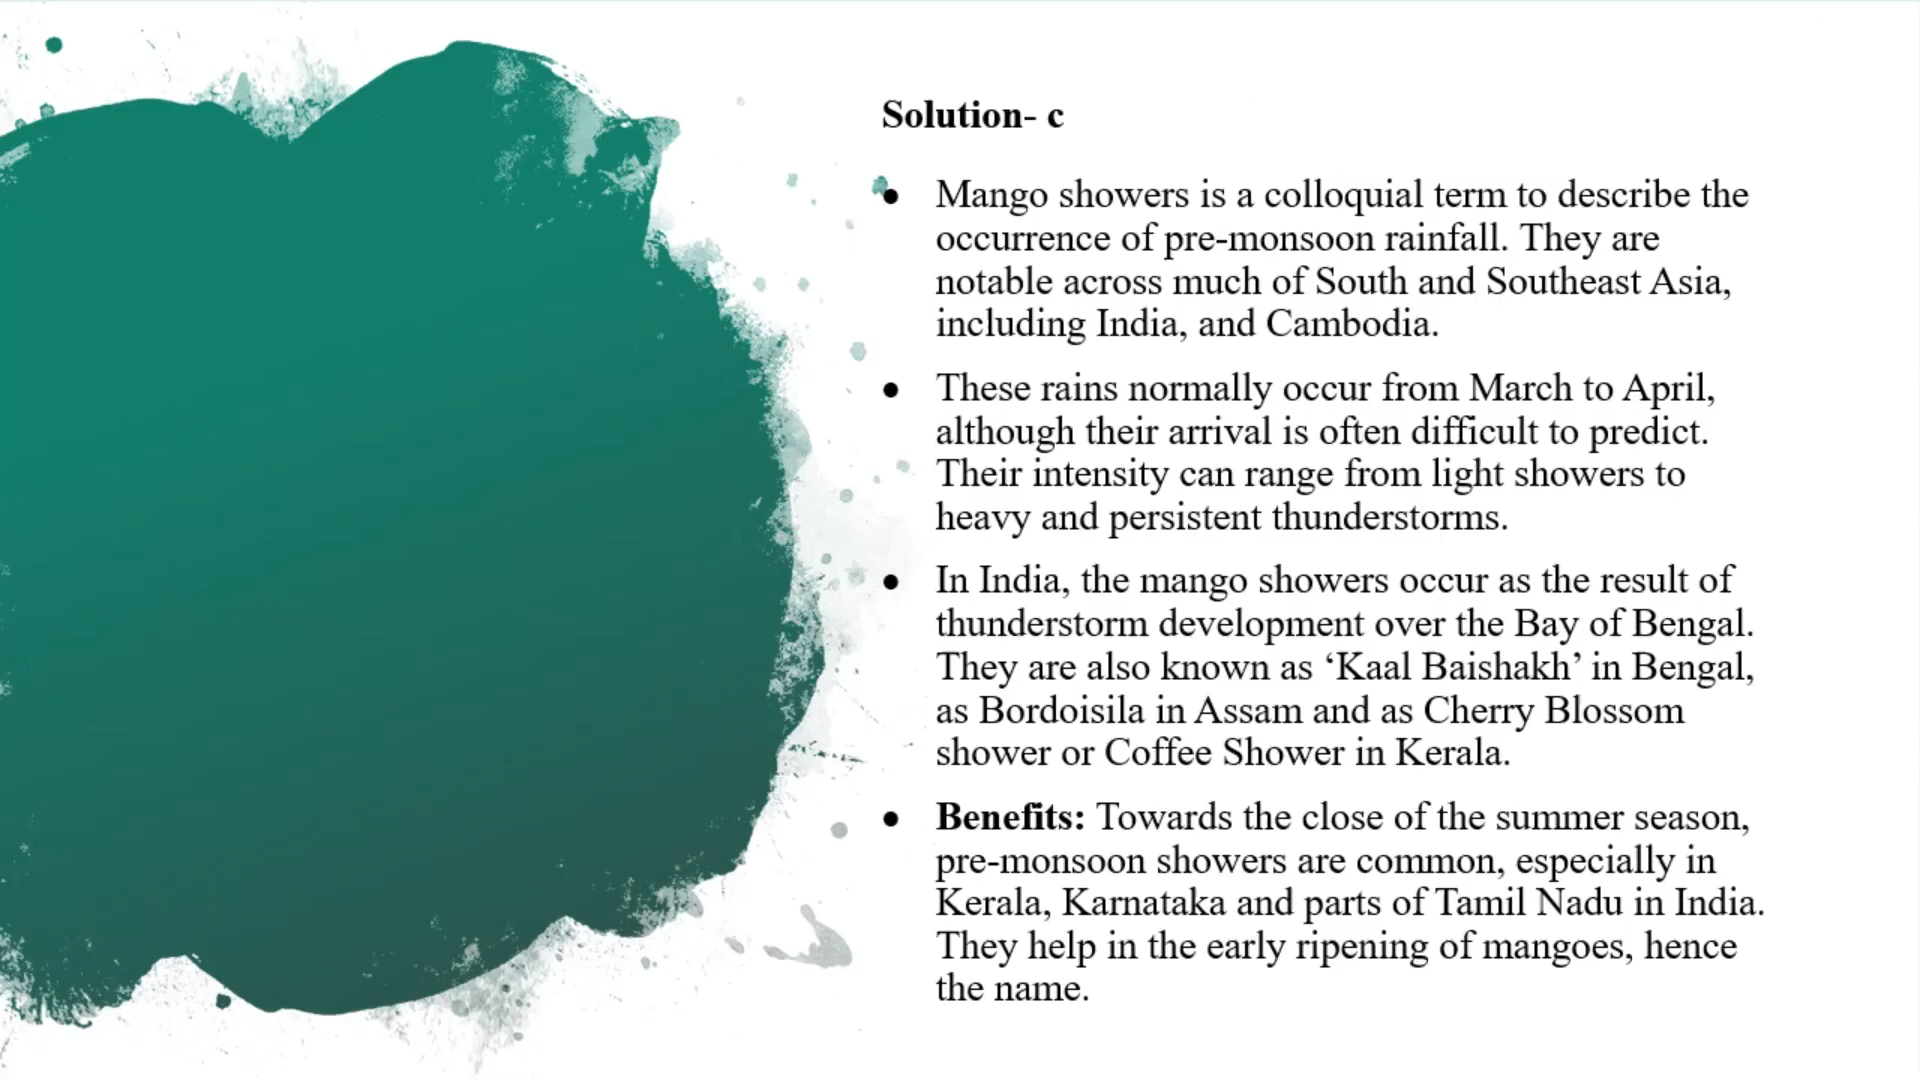 Solution- c
• Mango showers is a colloquial term to describe the
occurrence of pre-monsoon rainfall. They are
notable across much of South and Southeast Asia,
including India, and Cambodia.
• These rains normally occur from March to April,
although their arrival is often difficult to predict.
Their intensity can range from light showers to
heavy and persistent thunderstorms.
• In India, the mango showers occur as the result of
thunderstorm development over the Bay of Bengal.
They are also known as ‘Kaal Baishakh’ in Bengal,
as Bordoisila in Assam and as Cherry Blossom
shower or Coffee Shower in Kerala.
• Benefits: Towards the close of the summer season,
pre-monsoon showers are common, especially in
Kerala, Karnataka and parts of Tamil Nadu in India.
They help in the early ripening of mangoes, hence
the name.